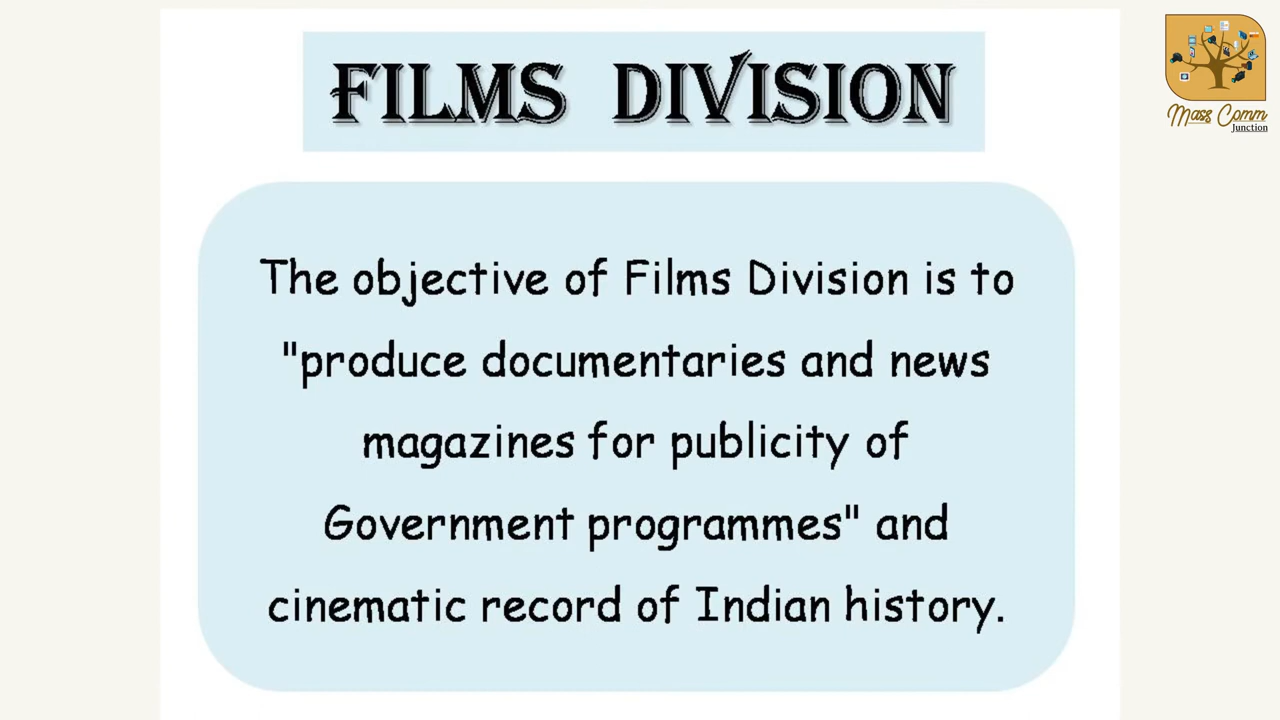 FILMS DIVISION
Mass Comm
Junction
The objective of Films Division is to
"produce documentaries and news
magazines for publicity of
Government programmes" and
cinematic record of Indian history.